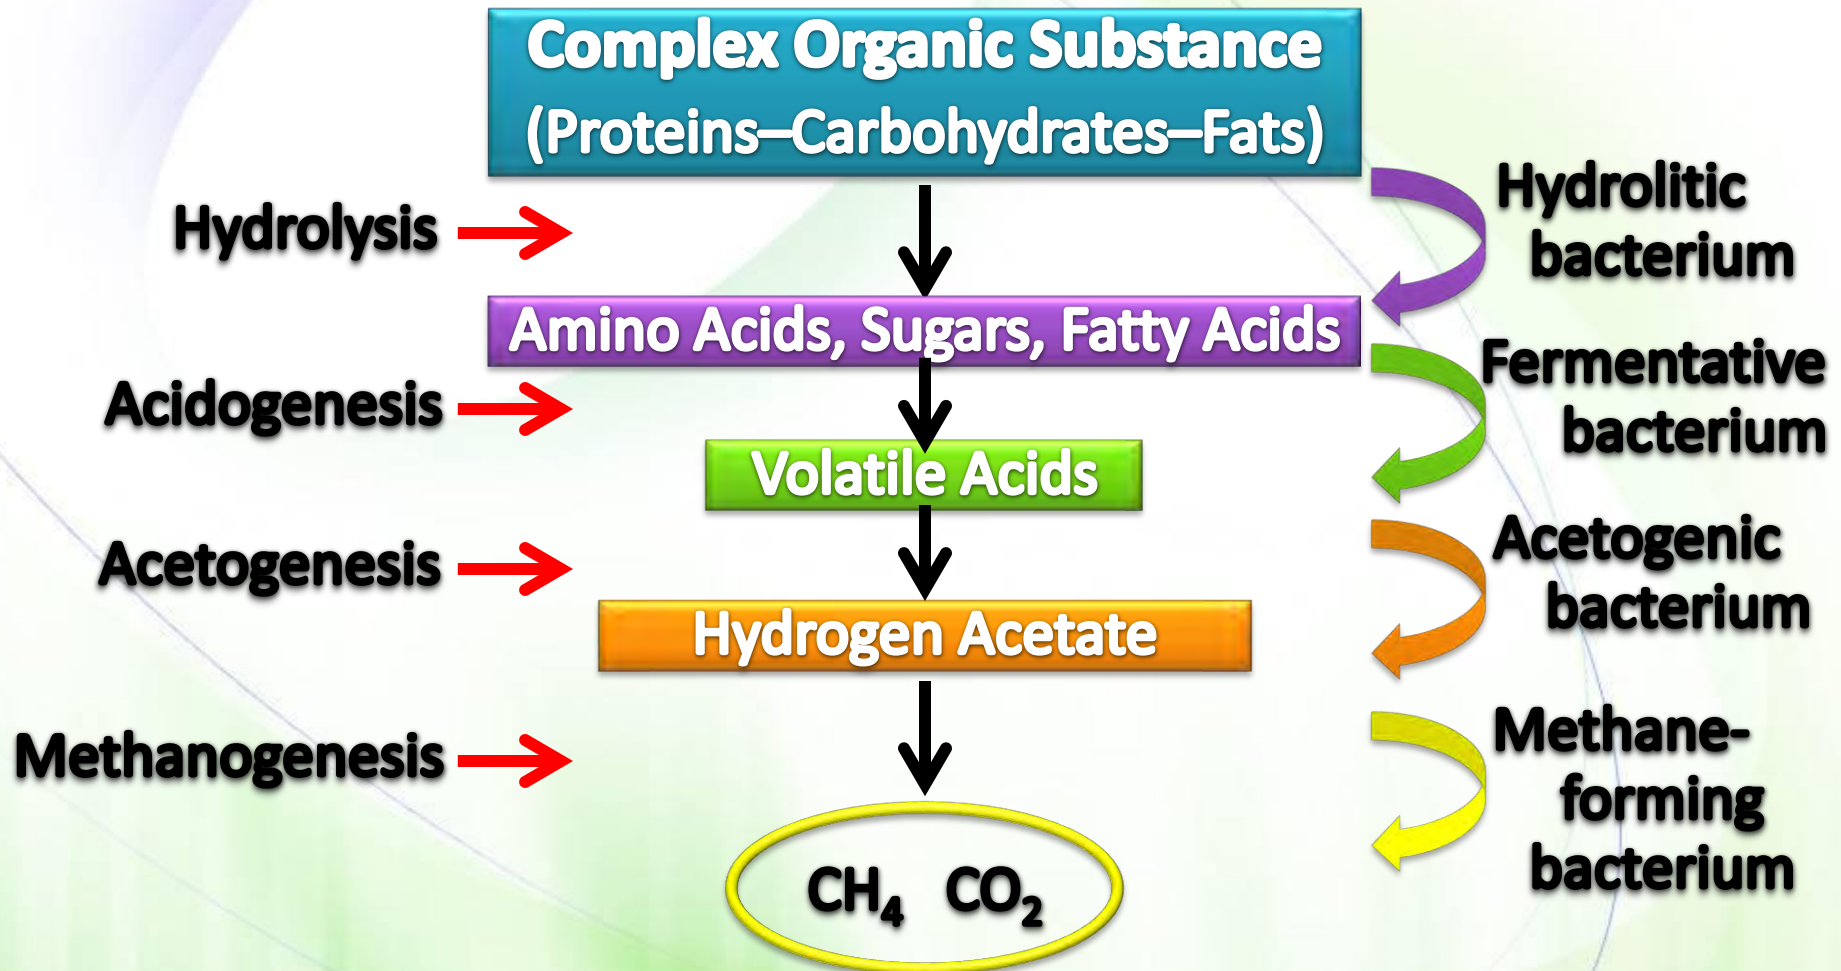 Complex Organic Substance
(Proteins–Carbohydrates–Fats)
Hydrolysis
Hydrolitic
bacterium
Amino Acids, Sugars, Fatty Acids
Acidogenesis
Fermentative
bacterium
Volatile Acids
Acetogenesis
Acetogenic
bacterium
Hydrogen Acetate
Methanogenesis
Methane-
forming
bacterium
CH₄ CO₂